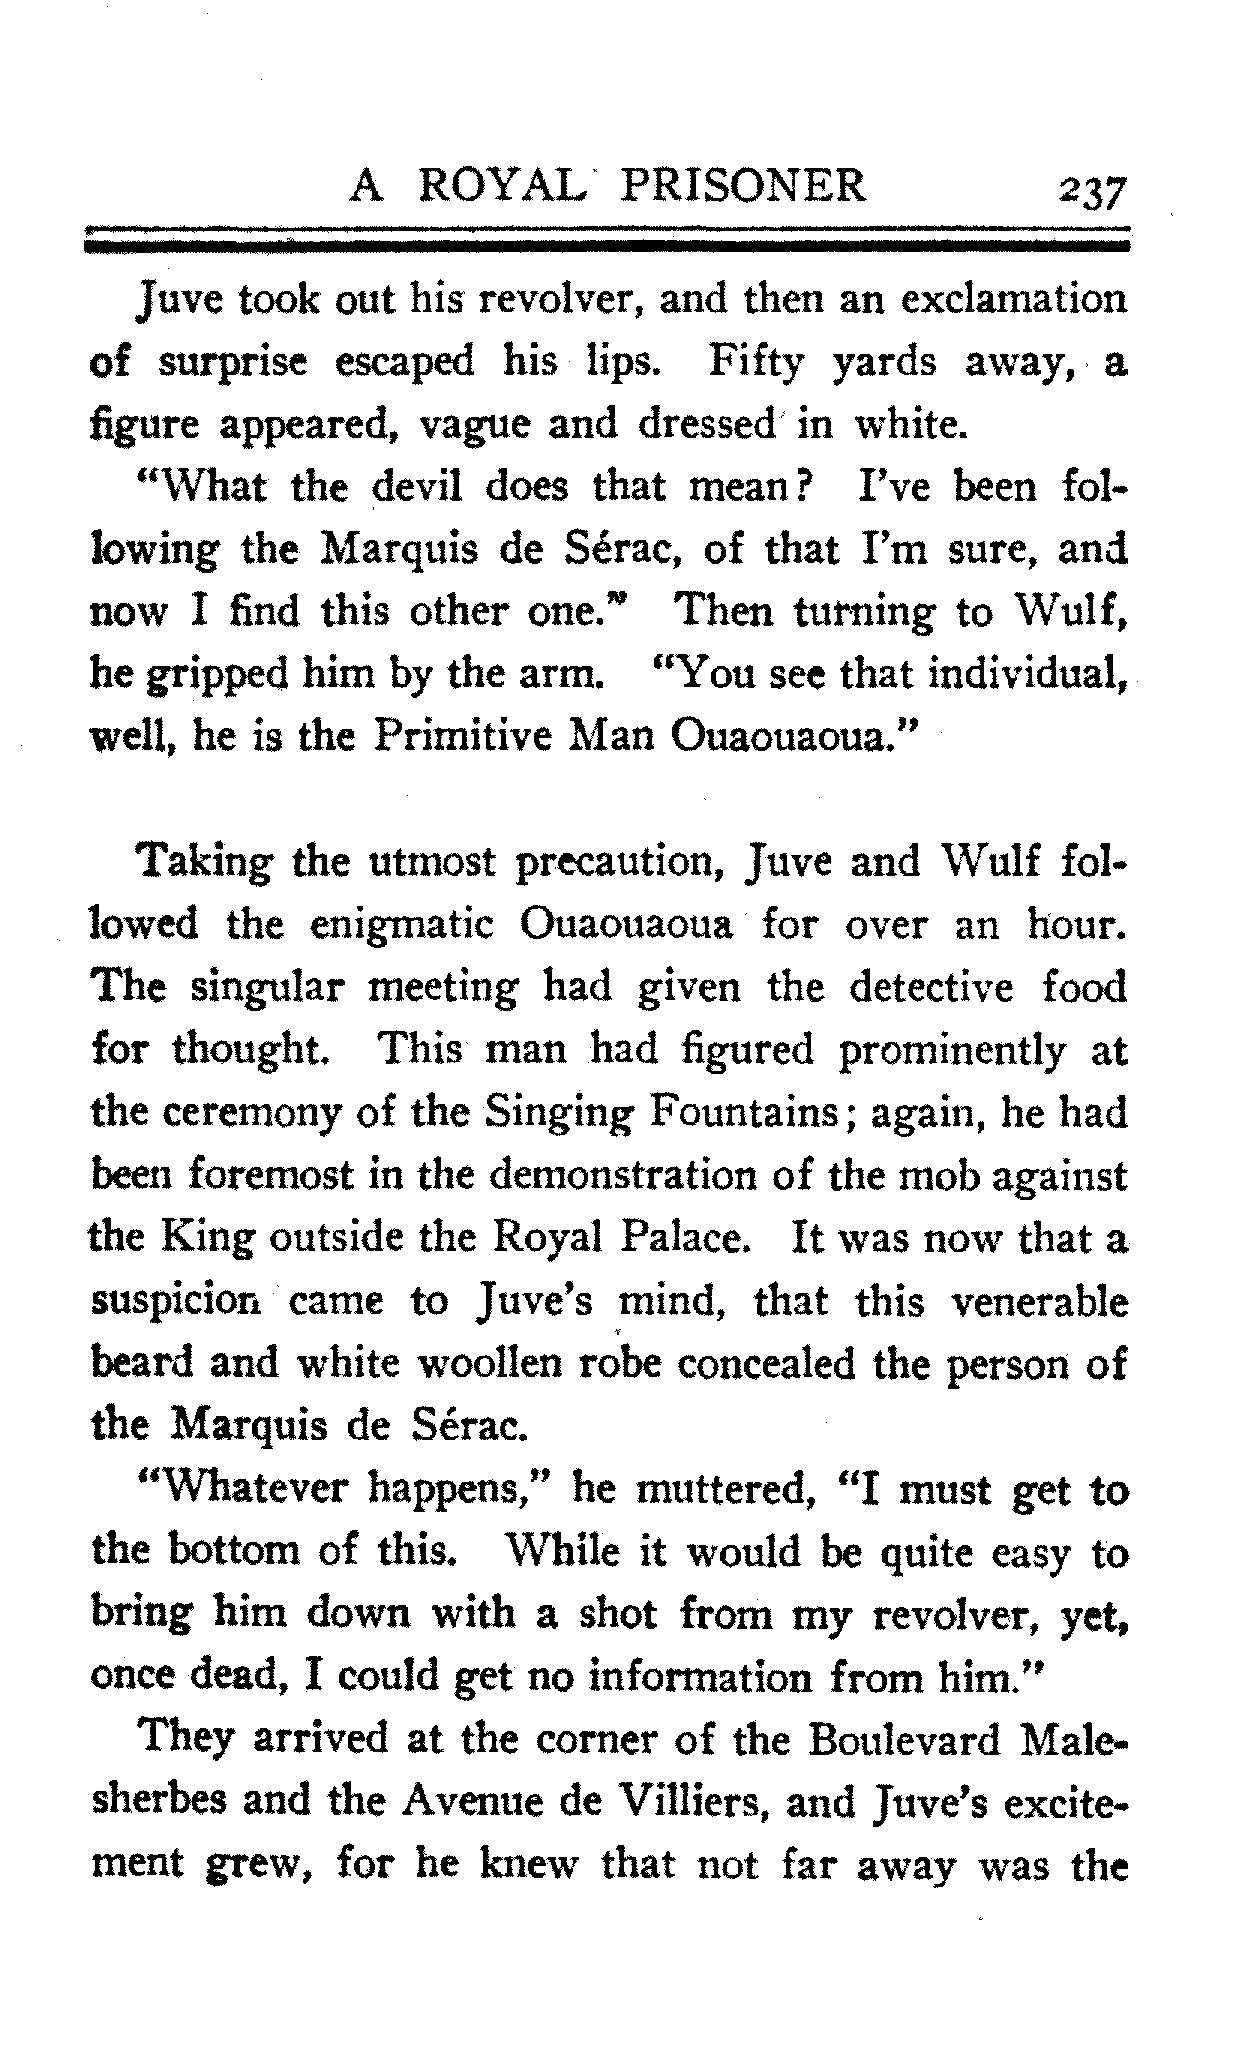 A ROYAL PRISONER 237
Juve took out his revolver, and then an exclamation
of surprise escaped his lips. Fifty yards away, a
figure appeared, vague and dressed in white.
"What the devil does that mean? I've been fol-
lowing the Marquis de Sérac, of that I'm sure, and
now I find this other one." Then turning to Wulf,
he gripped him by the arm. "You see that individual,
well, he is the Primitive Man Ouaouaoua."
Taking the utmost precaution, Juve and Wulf fol-
lowed the enigmatic Ouaouaoua for over an hour.
The singular meeting had given the detective food
for thought. This man had figured prominently at
the ceremony of the Singing Fountains; again, he had
been foremost in the demonstration of the mob against
the King outside the Royal Palace. It was now that a
suspicion came to Juve's mind, that this venerable
beard and white woollen robe concealed the person of
the Marquis de Sérac.
"Whatever happens," he muttered, "I must get to
the bottom of this. While it would be quite easy to
bring him down with a shot from my revolver, yet,
once dead, I could get no information from him."
They arrived at the corner of the Boulevard Male-
sherbes and the Avenue de Villiers, and Juve's excite-
ment grew, for he knew that not far away was the